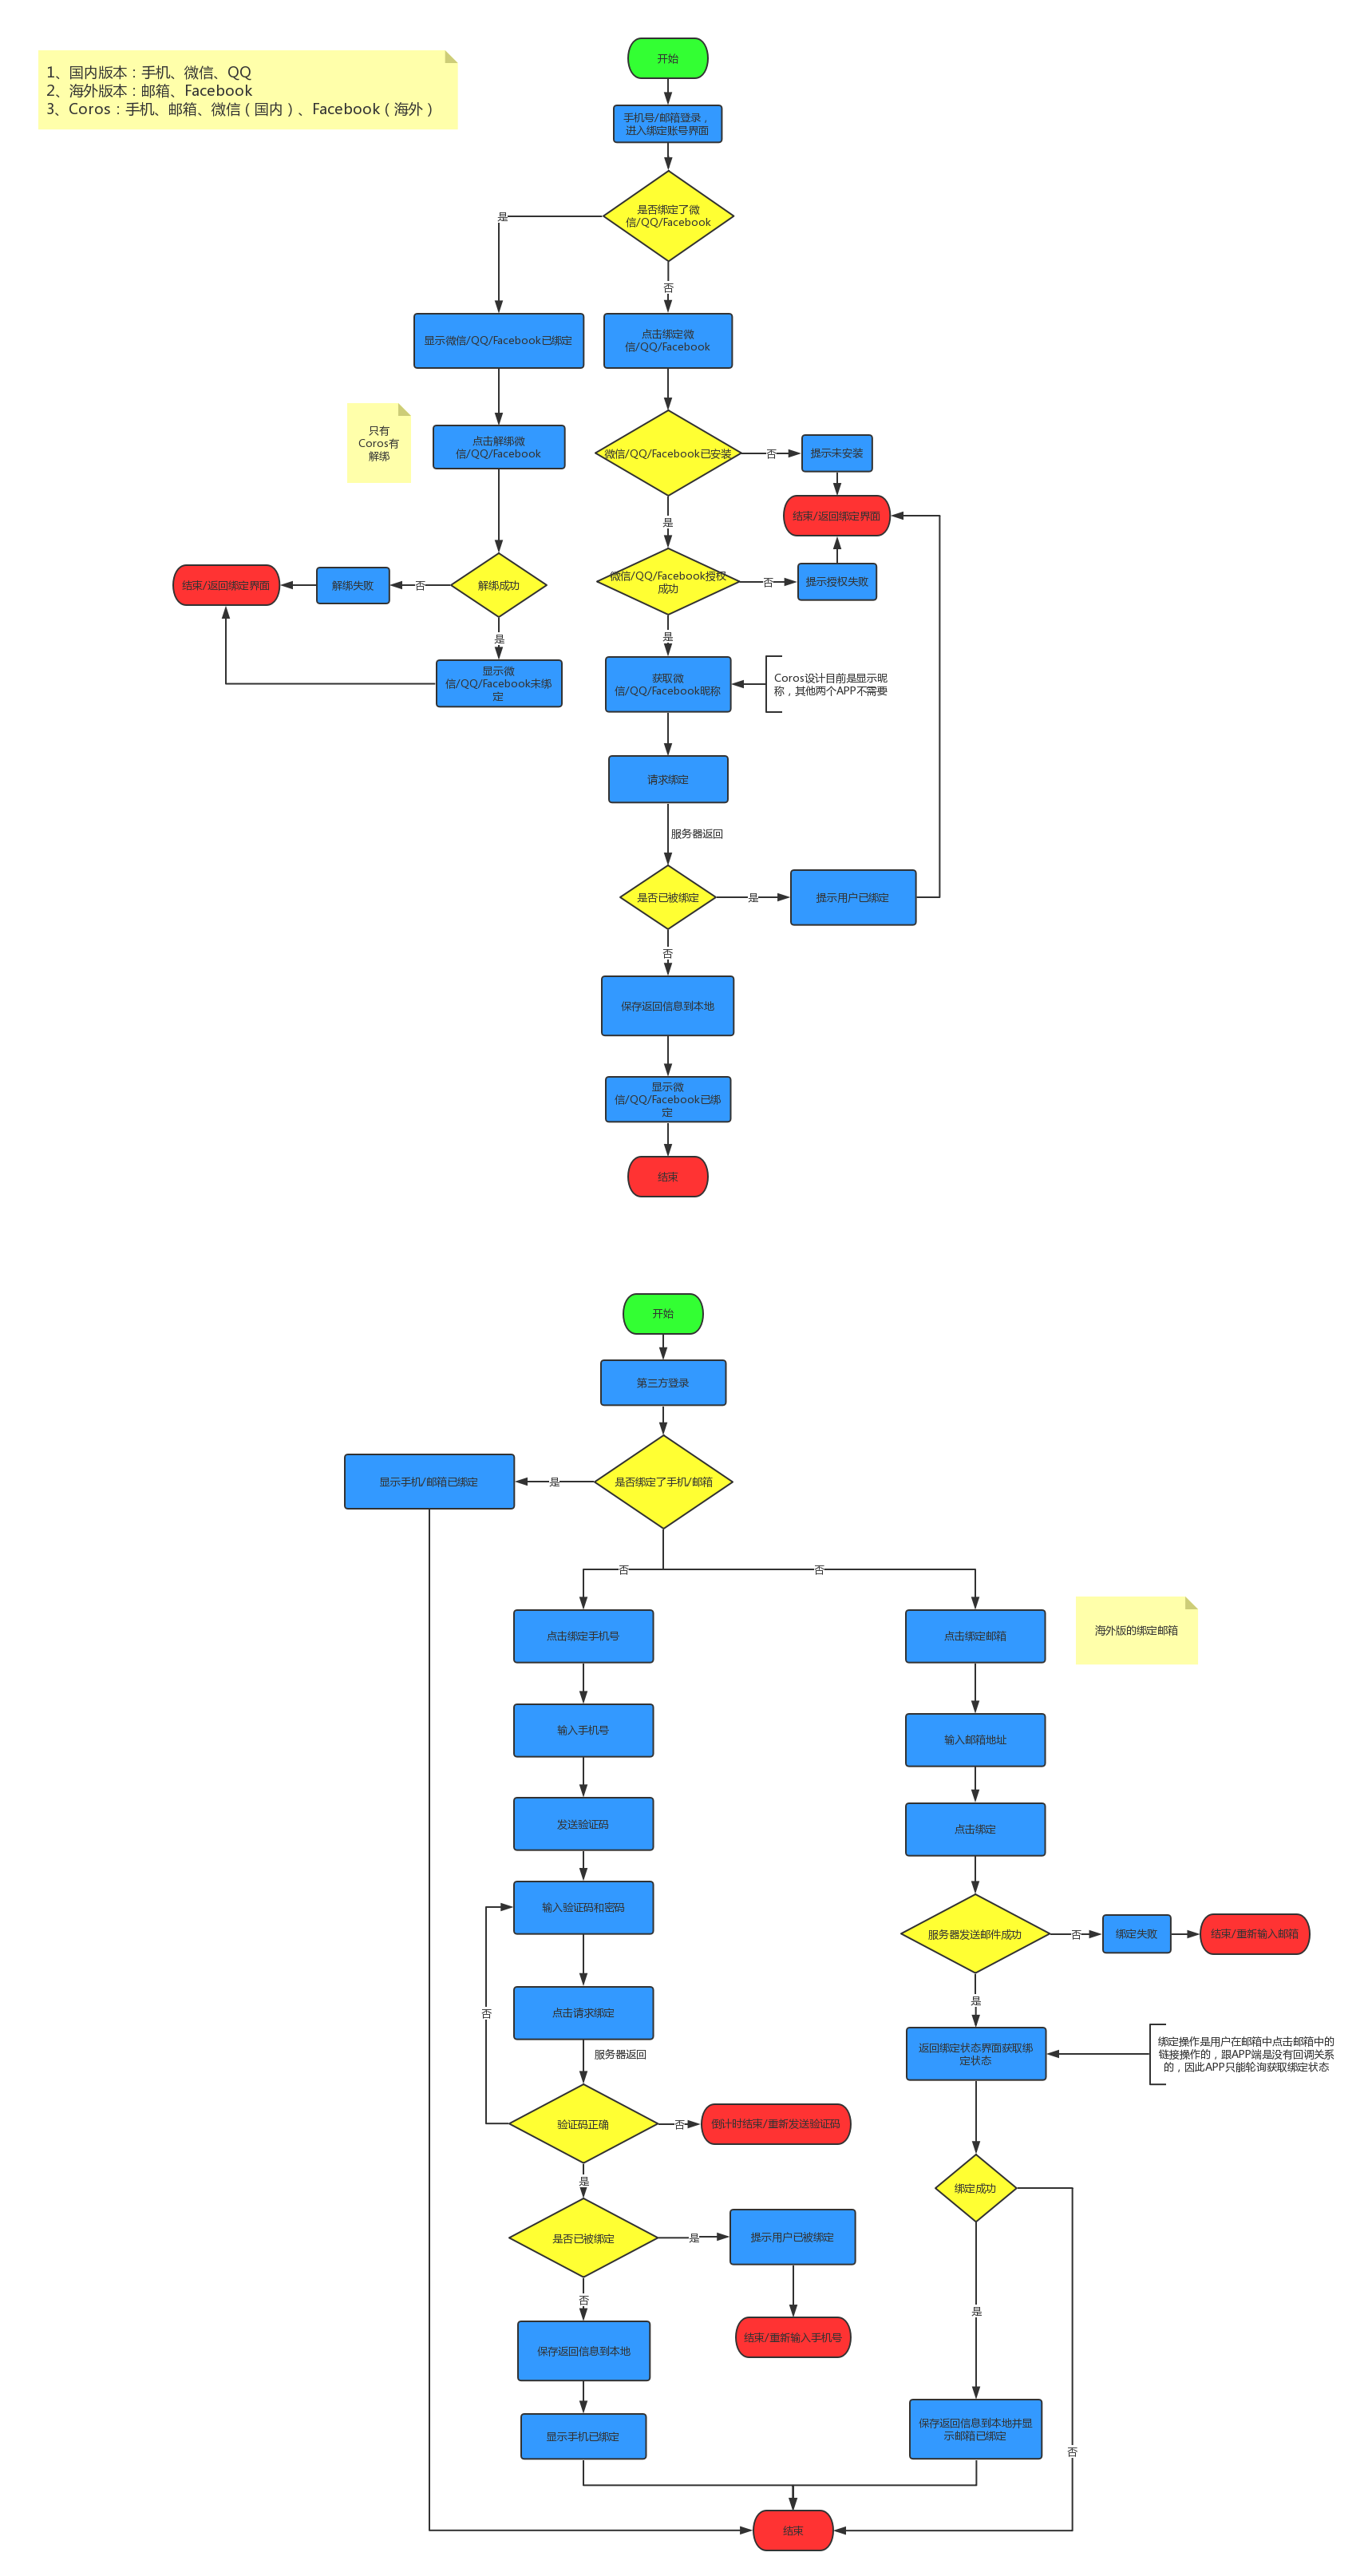 1、国内版本：手机、微信、QQ
2、海外版本：邮箱、Facebook
3、Coros：手机、邮箱、微信（国内）、Facebook（海外）
开始
手机号/邮箱登录，
进入绑定账号界面
是否绑定了微
信/QQ/Facebook
是
否
显示微信/QQ/Facebook已绑定
点击绑定微
信/QQ/Facebook
只有
Coros有
解绑
点击解绑微
信/QQ/Facebook
微信/QQ/Facebook已安装
否
提示未安装
结束/返回绑定界面
是
结束/返回绑定界面
解绑失败
否
解绑成功
微信/QQ/Facebook授权
成功
否
提示授权失败
是
是
显示微
信/QQ/Facebook未绑
定
获取微
信/QQ/Facebook昵称
Coros设计目前是显示昵
称，其他两个APP不需要
请求绑定
服务器返回
是否已被绑定
是
提示用户已绑定
否
保存返回信息到本地
显示微
信/QQ/Facebook已绑
定
结束
开始
第三方登录
显示手机/邮箱已绑定
是
是否绑定了手机/邮箱
否
否
点击绑定手机号
点击绑定邮箱
海外版的绑定邮箱
输入手机号
输入邮箱地址
发送验证码
点击绑定
输入验证码和密码
服务器发送邮件成功
否
绑定失败
结束/重新输入邮箱
否
点击请求绑定
是
服务器返回
返回绑定状态界面获取绑
定状态
绑定操作是用户在邮箱中点击邮箱中的
链接操作的，跟APP端是没有回调关系
的，因此APP只能轮询获取绑定状态
验证码正确
否
倒计时结束/重新发送验证码
是
绑定成功
是否已被绑定
是
提示用户已被绑定
否
是
结束/重新输入手机号
保存返回信息到本地
保存返回信息到本地并显
示邮箱已绑定
显示手机已绑定
否
结束